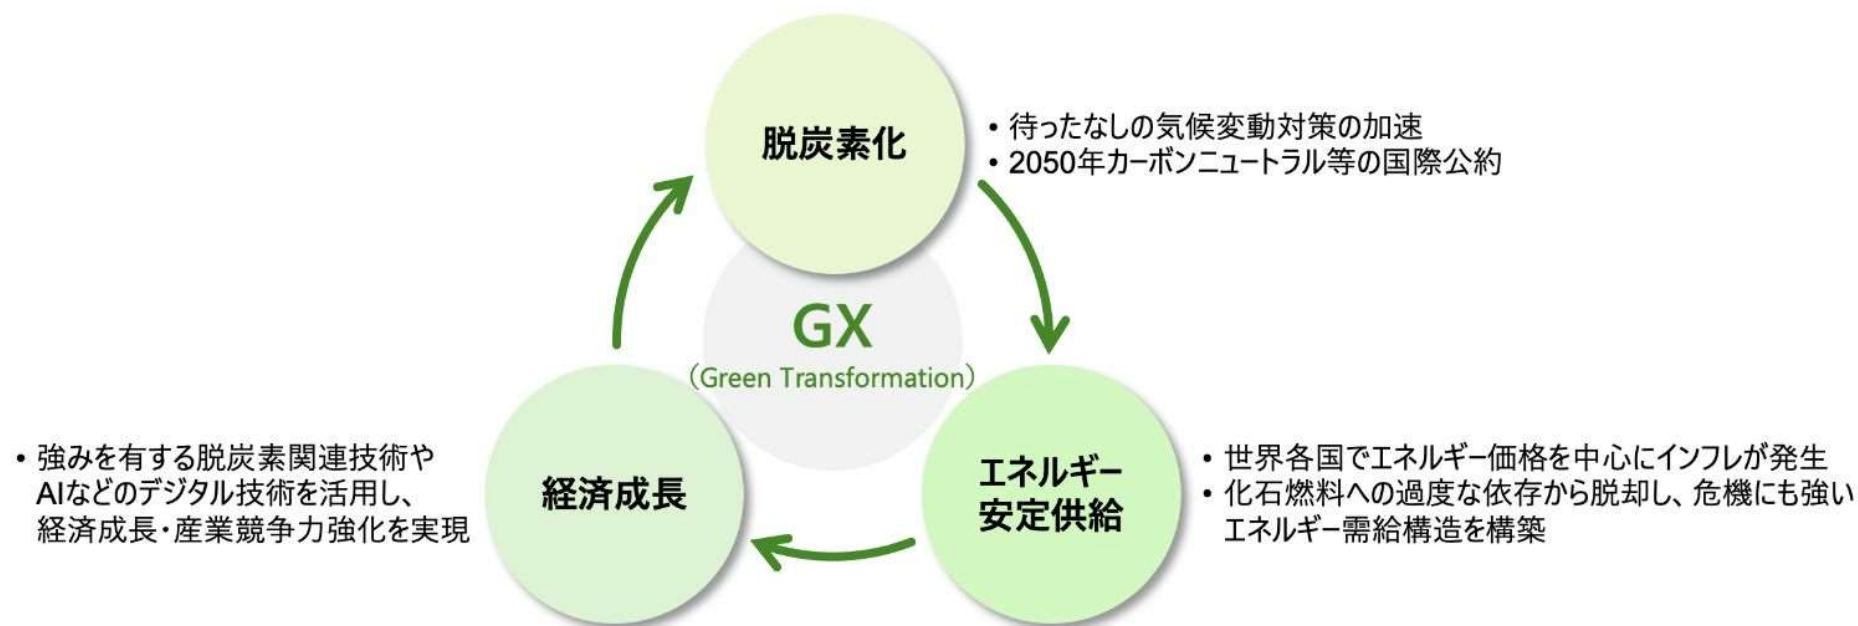 脱炭素化
• 待ったなしの気候変動対策の加速
• 2050年カーボンニュートラル等の国際公約
GX
（Green Transformation）
• 強みを有する脱炭素関連技術や
AIなどのデジタル技術を活用し、
経済成長・産業競争力強化を実現
経済成長
エネルギー
安定供給
• 世界各国でエネルギー価格を中心にインフレが発生
• 化石燃料への過度な依存から脱却し、危機にも強い
エネルギー需給構造を構築